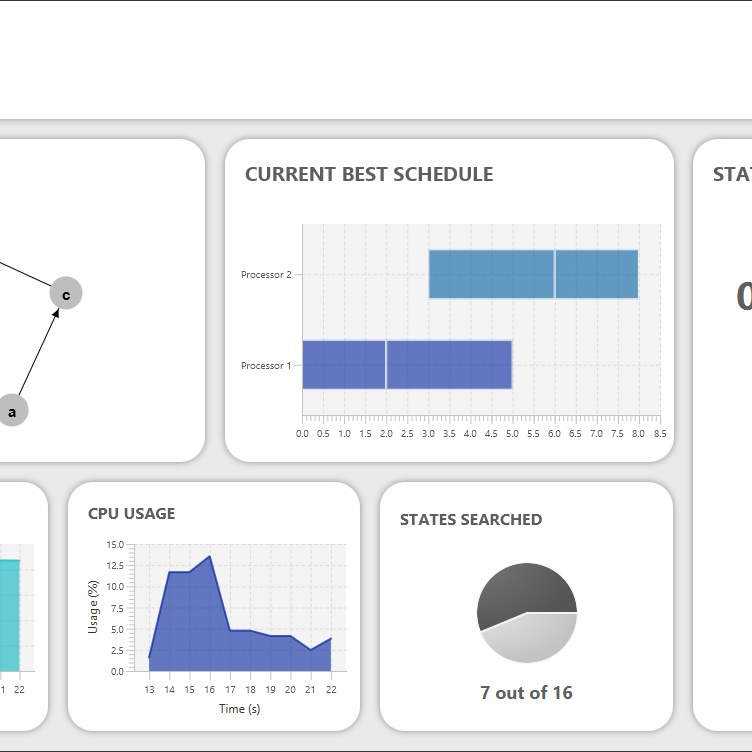 CURRENT BEST SCHEDULE
Processor 2
Processor 1
0.0 0.5 1.0 1.5 2.0 2.5 3.0 3.5 4.0 4.5 5.0 5.5 6.0 6.5 7.0 7.5 8.0 8.5
c
a
STAT
0
1 22
CPU USAGE
15.0
12.5
10.0
7.5
5.0
2.5
0.0
Usage (%)
13 14 15 16 17 18 19 20 21 22
Time (s)
STATES SEARCHED
7 out of 16